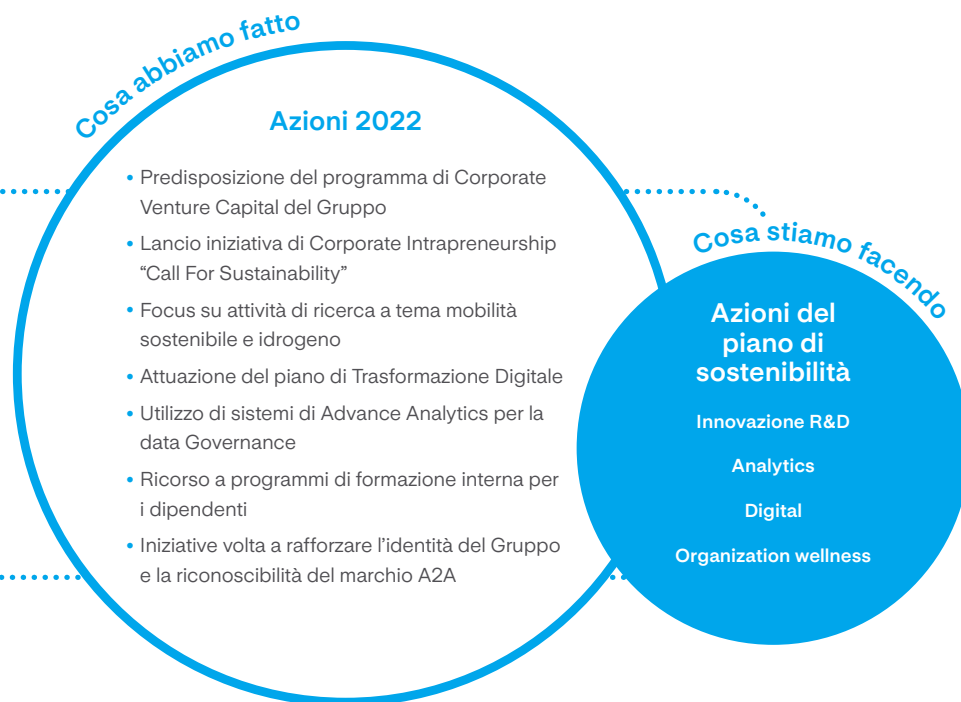 Cosa abbiamo fatto
Azioni 2022
• Predisposizione del programma di Corporate
Venture Capital del Gruppo
• Lancio iniziativa di Corporate Intrapreneurship
“Call For Sustainability”
• Focus su attività di ricerca a tema mobilità
sostenibile e idrogeno
• Attuazione del piano di Trasformazione Digitale
• Utilizzo di sistemi di Advance Analytics per la
data Governance
• Ricorso a programmi di formazione interna per
i dipendenti
• Iniziative volta a rafforzare l’identità del Gruppo
e la riconoscibilità del marchio A2A
Cosa stiamo facendo
Azioni del
piano di
sostenibilità
Innovazione R&D
Analytics
Digital
Organization wellness